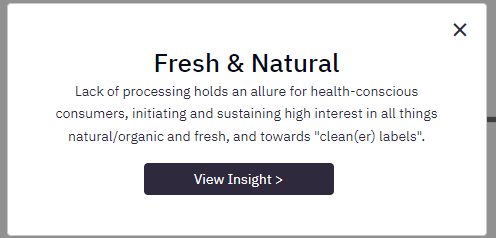 Fresh & Natural
Lack of processing holds an allure for health-conscious
consumers, initiating and sustaining high interest in all things
natural/organic and fresh, and towards "clean(er) labels".
View Insight >